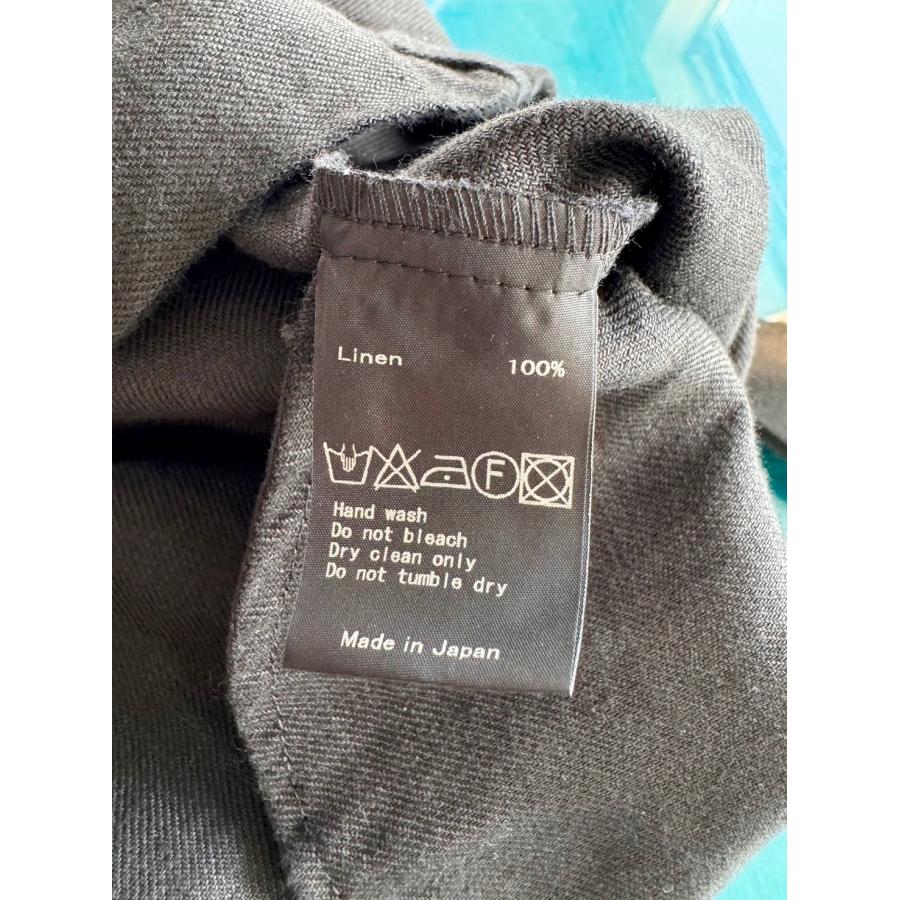 Linen 100%
F
Hand wash
Do not bleach
Dry clean only
Do not tumble dry
Made in Japan